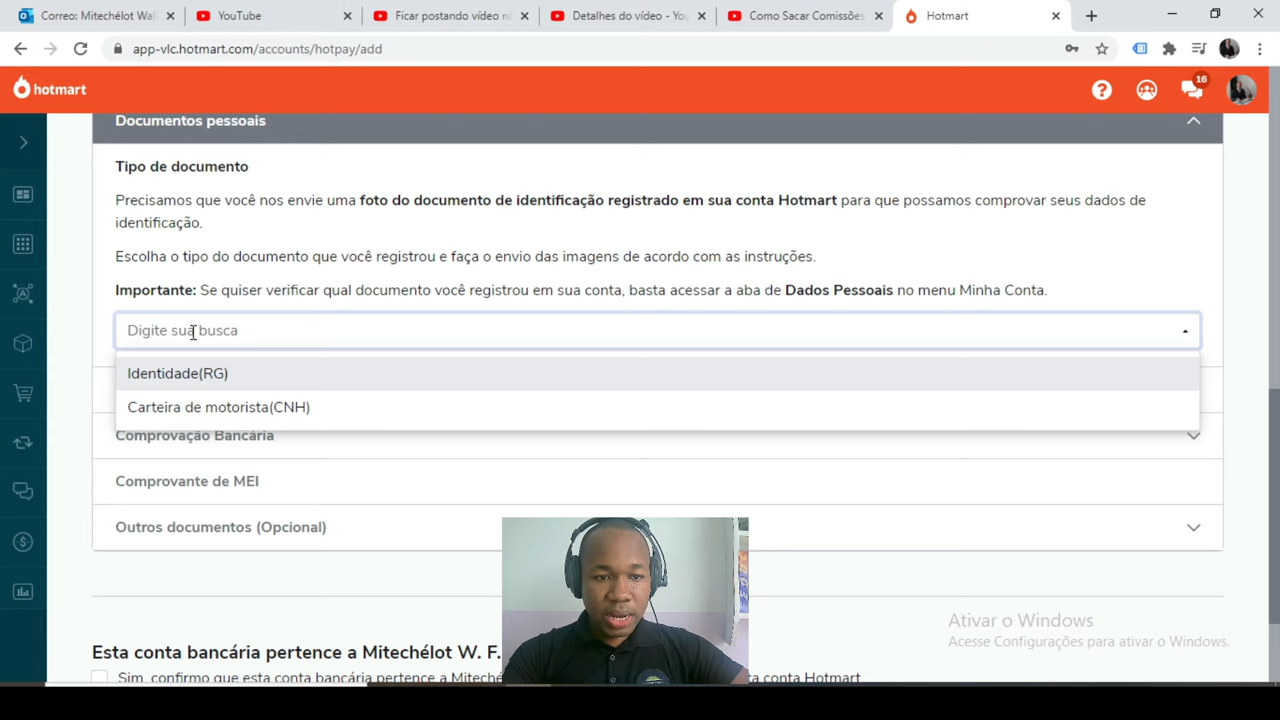 Correo: Mitechélot Wal
YouTube
Ficar postando vídeo n
Detalhes do vídeo - You
Como Sacar Comissões
Hotmart
app-vlc.hotmart.com/accounts/hotpay/add
hotmart
16
Documentos pessoais
Tipo de documento
Precisamos que você nos envie uma foto do documento de identificação registrado em sua conta Hotmart para que possamos comprovar seus dados de
identificação.
Escolha o tipo do documento que você registrou e faça o envio das imagens de acordo com as instruções.
Importante: Se quiser verificar qual documento você registrou em sua conta, basta acessar a aba de Dados Pessoais no menu Minha Conta.
Digite sua busca
Identidade(RG)
Carteira de motorista(CNH)
Comprovação Bancária
Comprovante de MEI
Outros documentos (Opcional)
Ativar o Windows
Acesse Configurações para ativar o Windows.
Esta conta bancária pertence a Mitechélot W. F.
Sim, confirmo que esta conta bancária pertence a Mitechélo a conta Hotmart